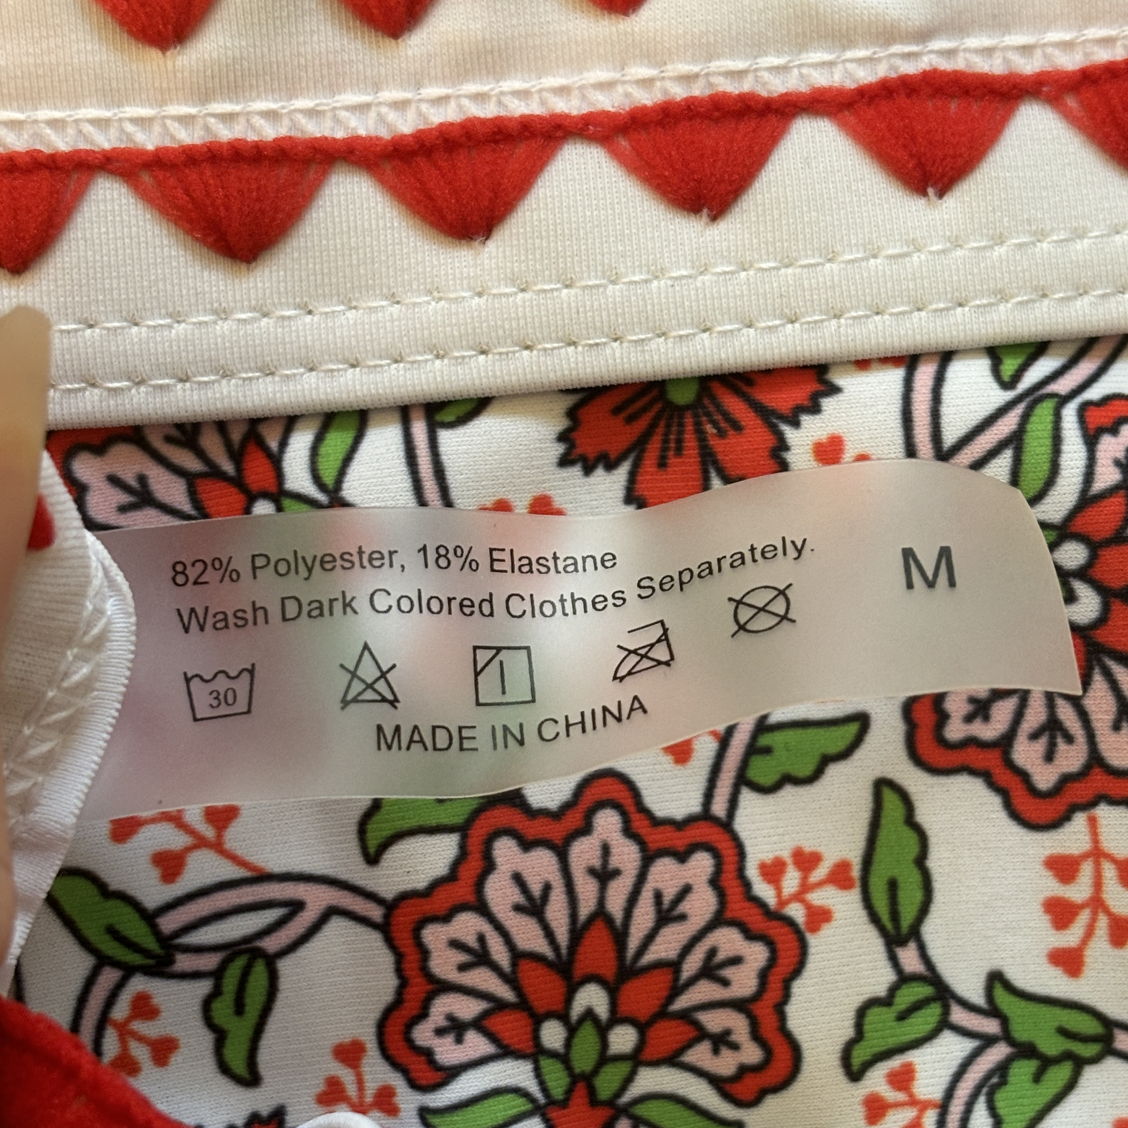 82% Polyester, 18% Elastane
Wash Dark Colored Clothes Separately.
M
30
MADE IN CHINA